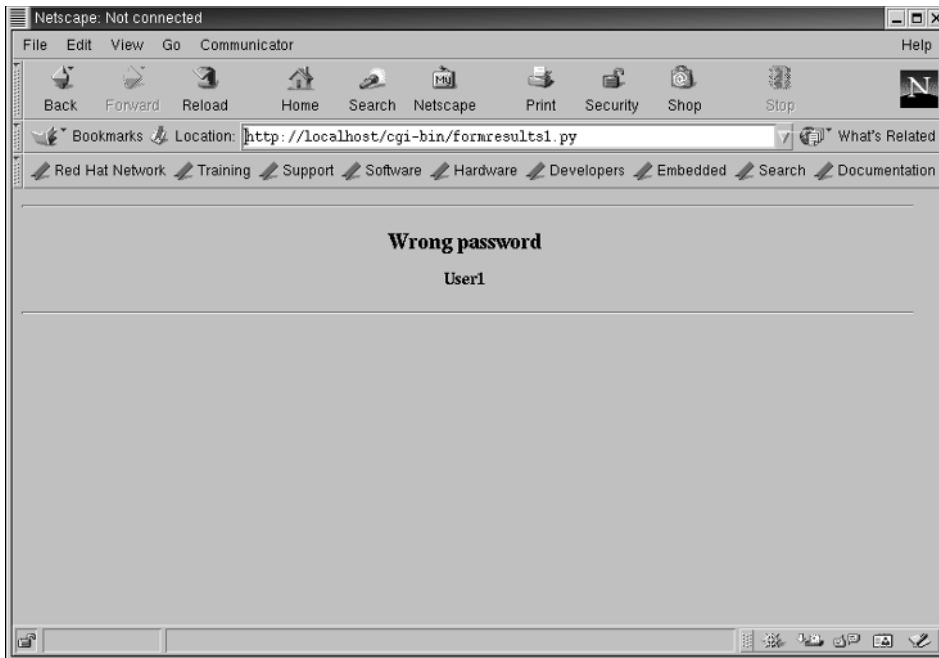 Netscape: Not connected
File Edit View Go Communicator Help
My N
Back Forward Reload Home Search Netscape Print Security Shop Stop
Bookmarks Location: http://localhost/cgi-bin/formresults1.py What's Related
Red Hat Network Training Support Software Hardware Developers Embedded Search Documentation
Wrong password
User1